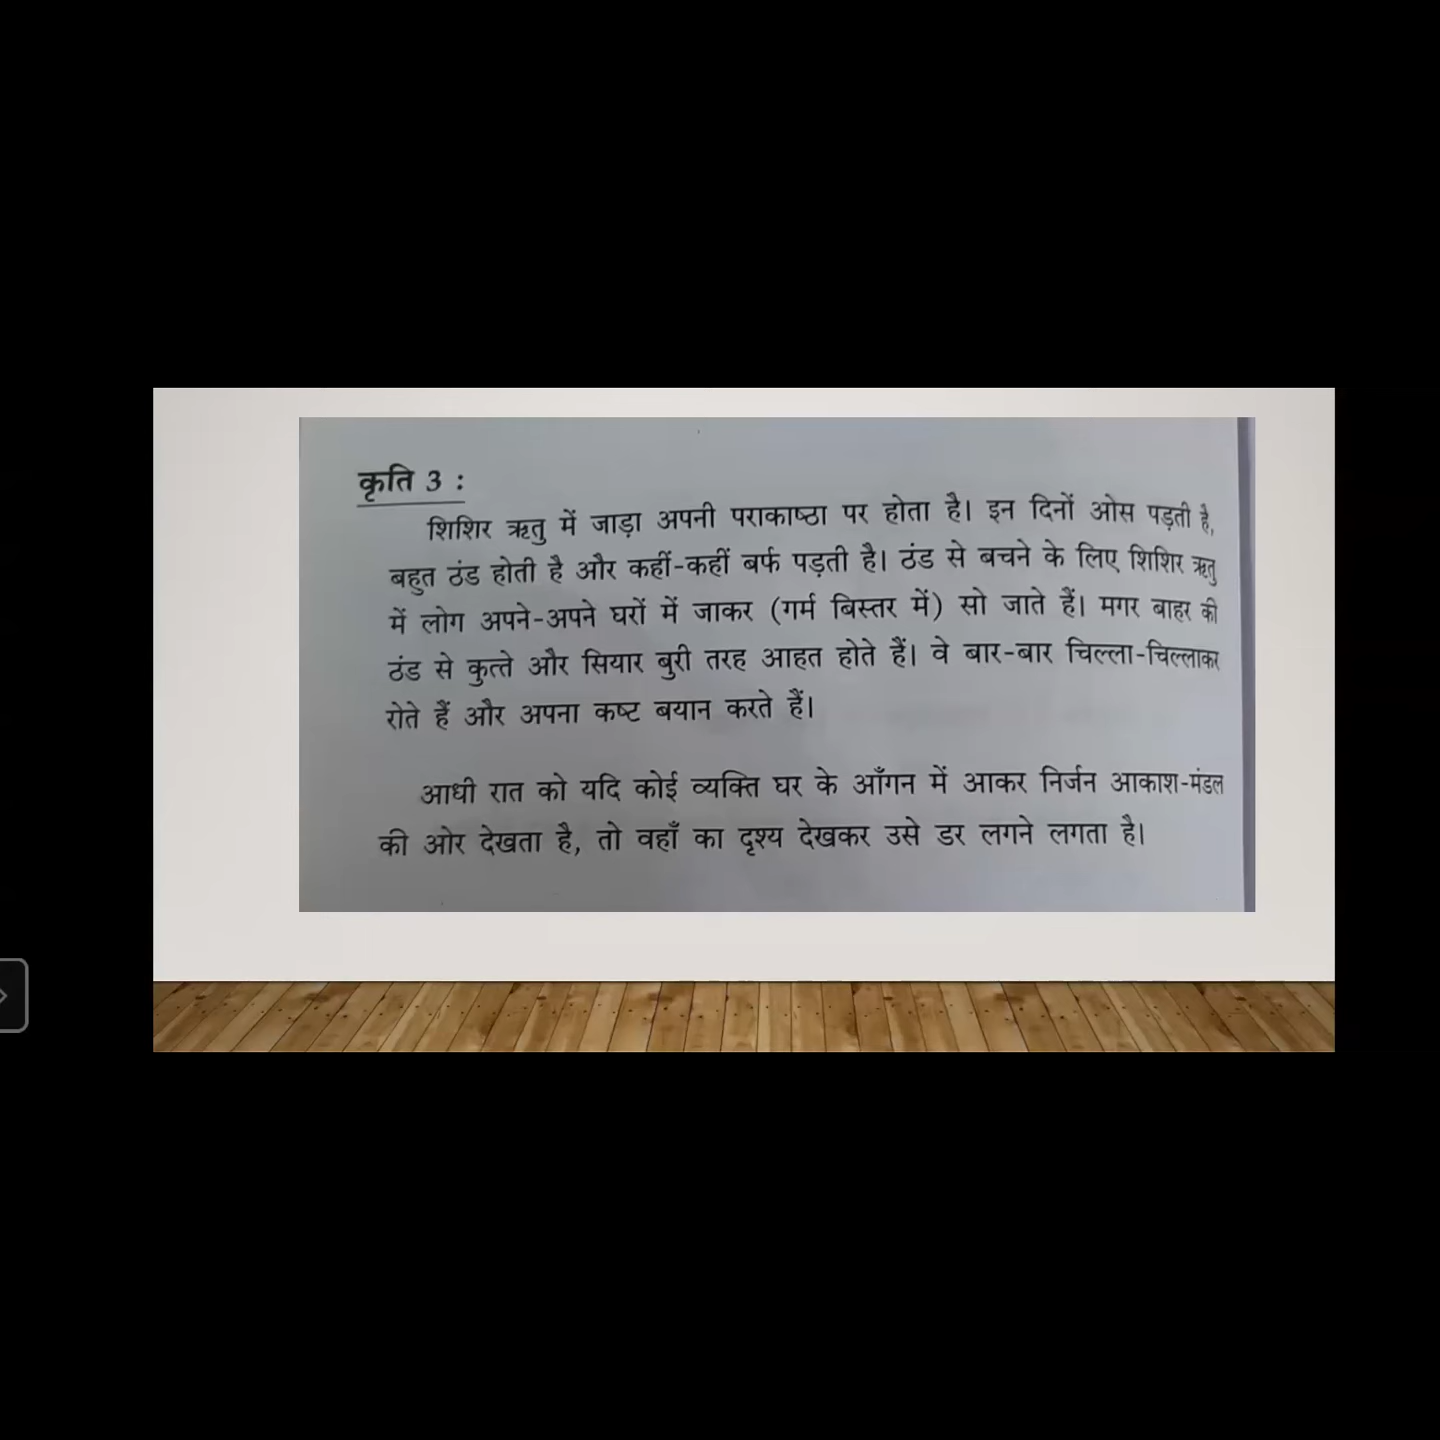 कृति 3 :
शिशिर ऋतु में जाड़ा अपनी पराकाष्ठा पर होता है। इन दिनों ओस पड़ती है,
बहुत ठंड होती है और कहीं-कहीं बर्फ पड़ती है। ठंड से बचने के लिए शिशिर ऋतु
में लोग अपने-अपने घरों में जाकर (गर्म बिस्तर में) सो जाते हैं। मगर बाहर की
ठंड से कुत्ते और सियार बुरी तरह आहत होते हैं। वे बार-बार चिल्ला-चिल्लाकर
रोते हैं और अपना कष्ट बयान करते हैं।
आधी रात को यदि कोई व्यक्ति घर के आँगन में आकर निर्जन आकाश-मंडल
की ओर देखता है, तो वहाँ का दृश्य देखकर उसे डर लगने लगता है।